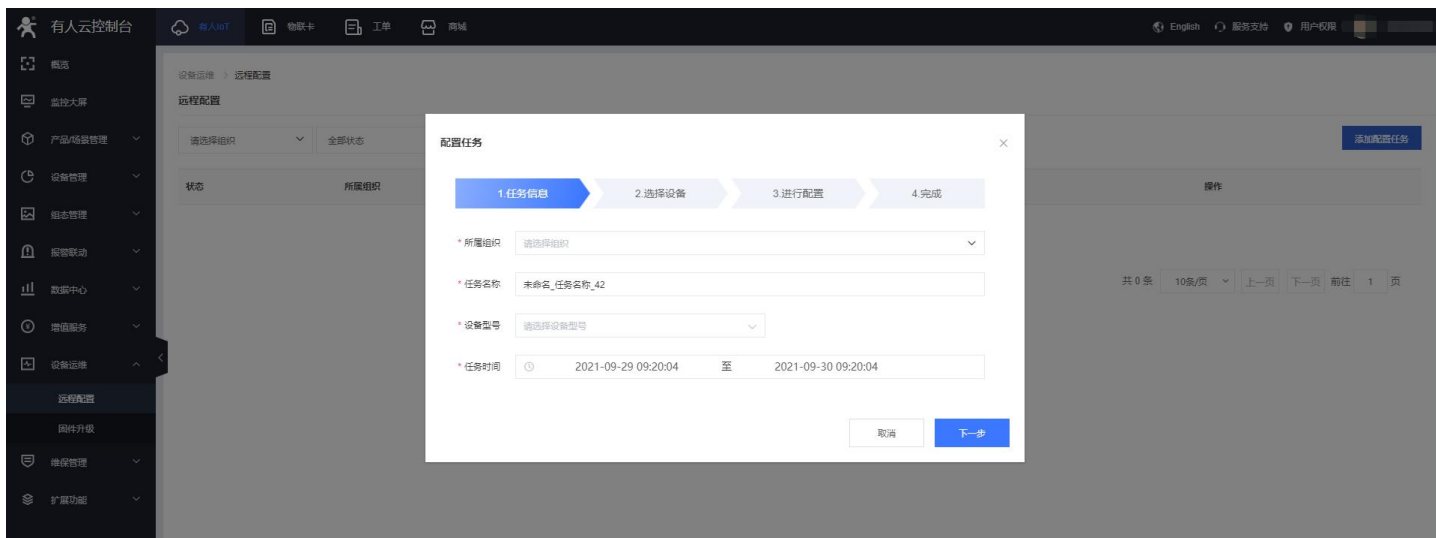 有人云控制台
有人IoT
物联卡
工单
商城
English
服务支持
用户权限
概览
监控大屏
产品/场景管理
设备管理
组态管理
报警联动
数据中心
增值服务
设备运维
远程配置
固件升级
维保管理
扩展功能
设备运维 > 远程配置
远程配置
请选择组织
全部状态
添加配置任务
状态
所属组织
操作
共 0 条
10条/页
上一页
下一页
前往 1 页
配置任务
1.任务信息
2.选择设备
3.进行配置
4.完成
* 所属组织
请选择组织
* 任务名称
未命名_任务名称_42
* 设备型号
请选择设备型号
* 任务时间
2021-09-29 09:20:04 至 2021-09-30 09:20:04
取消
下一步